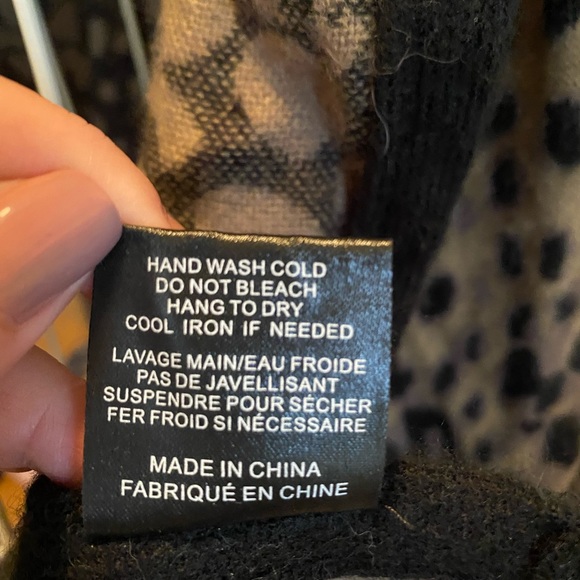 HAND WASH COLD
DO NOT BLEACH
HANG TO DRY
COOL IRON IF NEEDED
LAVAGE MAIN/EAU FROIDE
PAS DE JAVELLISANT
SUSPENDRE POUR SÉCHER
FER FROID SI NÉCESSAIRE
MADE IN CHINA
FABRIQUÉ EN CHINE